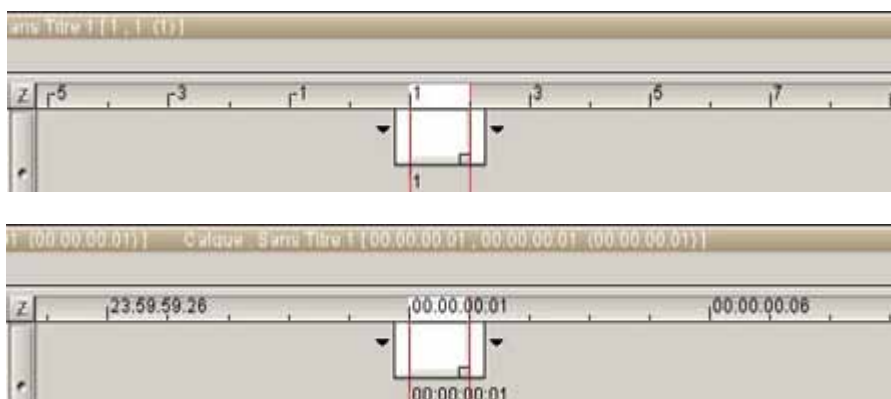 Sans Titre 1 [1 , 1 (1)]
Z -5 -3 -1 1 3 5 7
1
1 (00:00:00:01)] Calque Sans Titre 1 [00:00:00:01 , 00:00:00:01 (00:00:00:01)]
Z 23.59.59.26 00.00.00:01 00:00:00:06
00:00:00:01